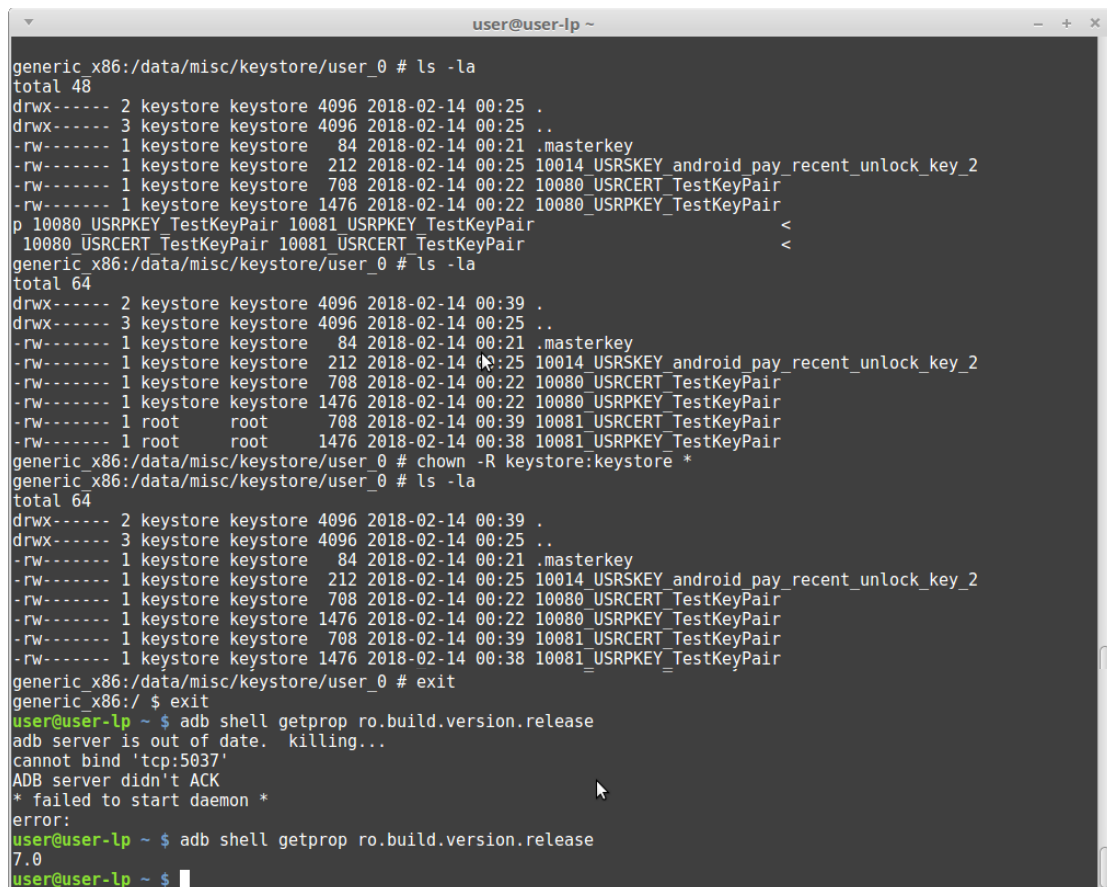 user@user-lp ~
generic_x86:/data/misc/keystore/user_0 # ls -la
total 48
drwx------ 2 keystore keystore 4096 2018-02-14 00:25 .
drwx------ 3 keystore keystore 4096 2018-02-14 00:25 ..
-rw------- 1 keystore keystore   84 2018-02-14 00:21 .masterkey
-rw------- 1 keystore keystore  212 2018-02-14 00:25 10014_USRSKEY_android_pay_recent_unlock_key_2
-rw------- 1 keystore keystore  708 2018-02-14 00:22 10080_USRCERT_TestKeyPair
-rw------- 1 keystore keystore 1476 2018-02-14 00:22 10080_USRPKEY_TestKeyPair
p 10080_USRPKEY_TestKeyPair 10081_USRPKEY_TestKeyPair                         <
 10080_USRCERT_TestKeyPair 10081_USRCERT_TestKeyPair                          <
generic_x86:/data/misc/keystore/user_0 # ls -la
total 64
drwx------ 2 keystore keystore 4096 2018-02-14 00:39 .
drwx------ 3 keystore keystore 4096 2018-02-14 00:25 ..
-rw------- 1 keystore keystore   84 2018-02-14 00:21 .masterkey
-rw------- 1 keystore keystore  212 2018-02-14 00:25 10014_USRSKEY_android_pay_recent_unlock_key_2
-rw------- 1 keystore keystore  708 2018-02-14 00:22 10080_USRCERT_TestKeyPair
-rw------- 1 keystore keystore 1476 2018-02-14 00:22 10080_USRPKEY_TestKeyPair
-rw------- 1 root     root      708 2018-02-14 00:39 10081_USRCERT_TestKeyPair
-rw------- 1 root     root     1476 2018-02-14 00:38 10081_USRPKEY_TestKeyPair
generic_x86:/data/misc/keystore/user_0 # chown -R keystore:keystore *
generic_x86:/data/misc/keystore/user_0 # ls -la
total 64
drwx------ 2 keystore keystore 4096 2018-02-14 00:39 .
drwx------ 3 keystore keystore 4096 2018-02-14 00:25 ..
-rw------- 1 keystore keystore   84 2018-02-14 00:21 .masterkey
-rw------- 1 keystore keystore  212 2018-02-14 00:25 10014_USRSKEY_android_pay_recent_unlock_key_2
-rw------- 1 keystore keystore  708 2018-02-14 00:22 10080_USRCERT_TestKeyPair
-rw------- 1 keystore keystore 1476 2018-02-14 00:22 10080_USRPKEY_TestKeyPair
-rw------- 1 keystore keystore  708 2018-02-14 00:39 10081_USRCERT_TestKeyPair
-rw------- 1 keystore keystore 1476 2018-02-14 00:38 10081_USRPKEY_TestKeyPair
generic_x86:/data/misc/keystore/user_0 # exit
generic_x86:/ $ exit
user@user-lp ~ $ adb shell getprop ro.build.version.release
adb server is out of date.  killing...
cannot bind 'tcp:5037'
ADB server didn't ACK
* failed to start daemon *
error:
user@user-lp ~ $ adb shell getprop ro.build.version.release
7.0
user@user-lp ~ $